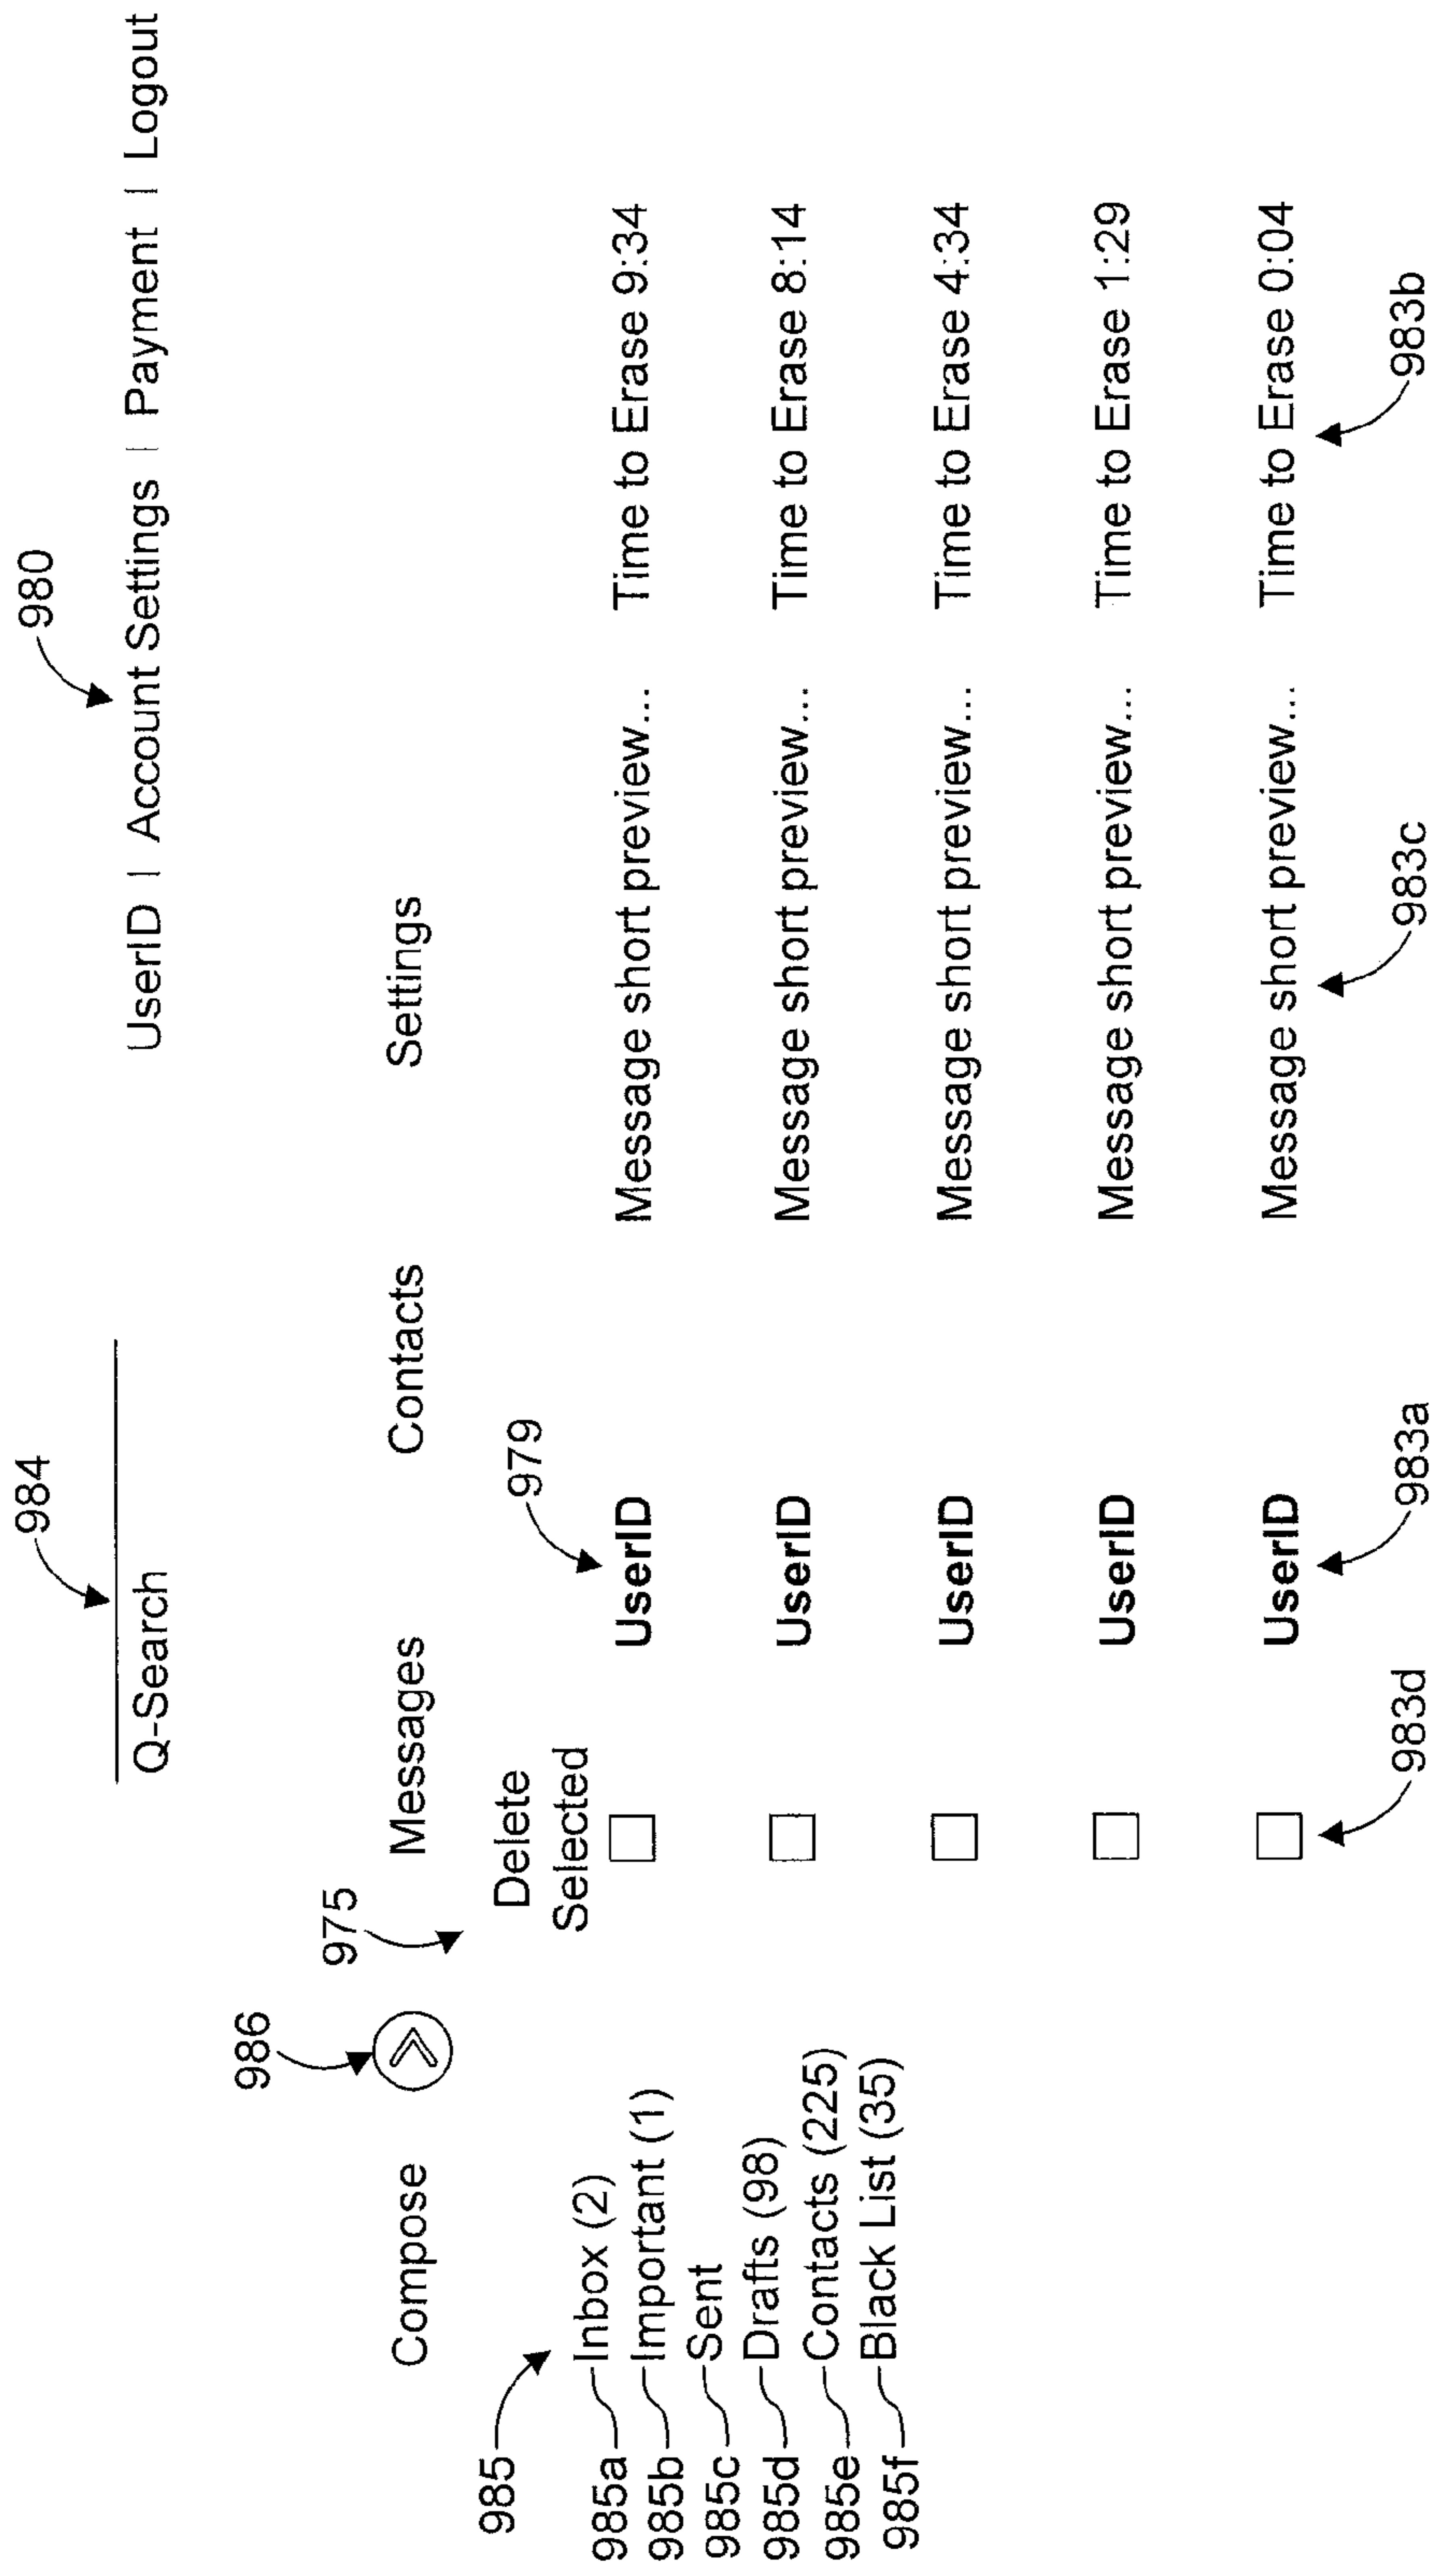 984
980
Q-Search
UserID | Account Settings | Payment | Logout
986
975
Compose
Messages
Contacts
Settings
985
Delete
Selected
979
985a Inbox (2)
985b Important (1)
985c Sent
985d Drafts (98)
985e Contacts (225)
985f Black List (35)
UserID Message short preview... Time to Erase 9:34
UserID Message short preview... Time to Erase 8:14
UserID Message short preview... Time to Erase 4:34
UserID Message short preview... Time to Erase 1:29
UserID Message short preview... Time to Erase 0:04
983d
983a
983c
983b